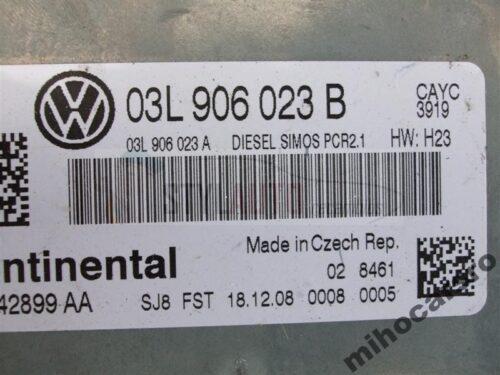 03L 906 023 B
CAYC
3919
03L 906 023 A DIESEL SIMOS PCR2.1 HW: H23
Made in Czech Rep.
ntinental
02 8461
42899 AA SJ8 FST 18.12.08 0008 0005